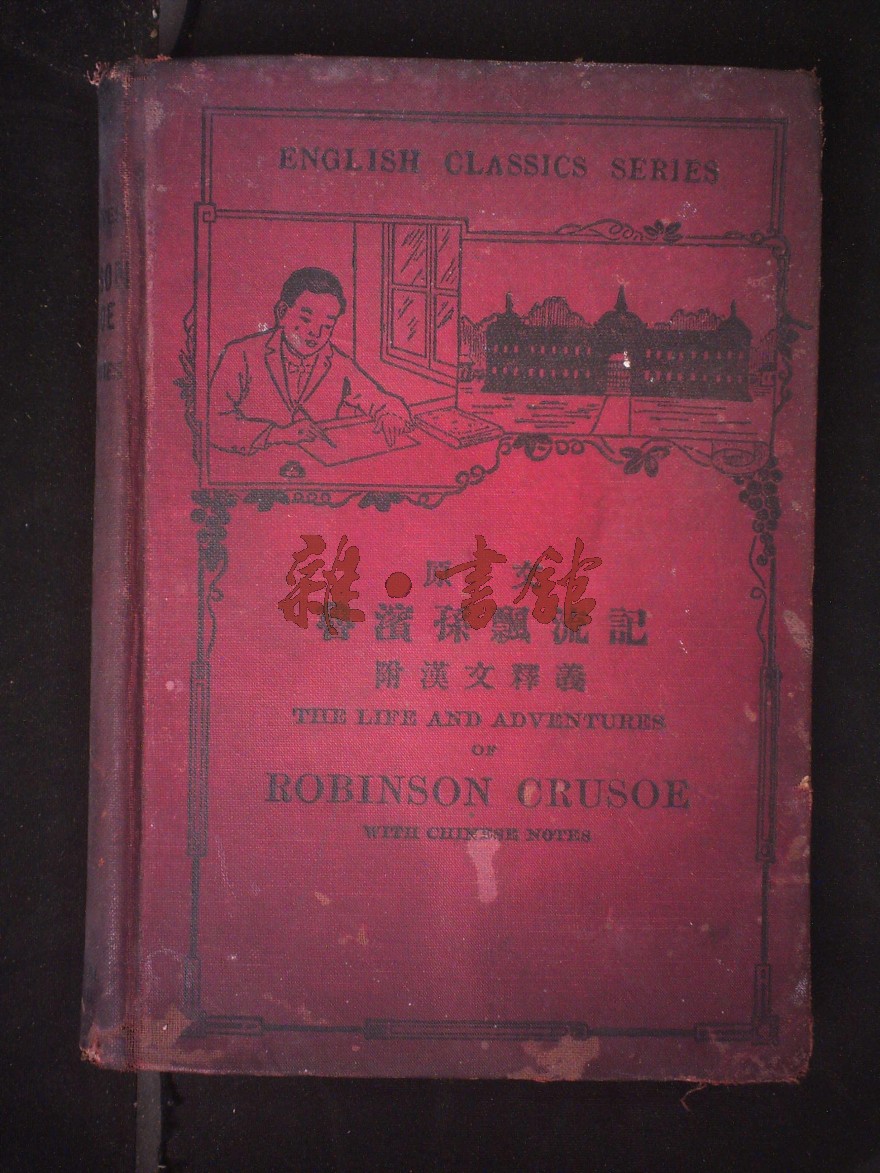 ENGLISH CLASSICS SERIES
原文
雜·書館
魯濱孫飄流記
附漢文釋義
THE LIFE AND ADVENTURES
OF
ROBINSON CRUSOE
WITH CHINESE NOTES